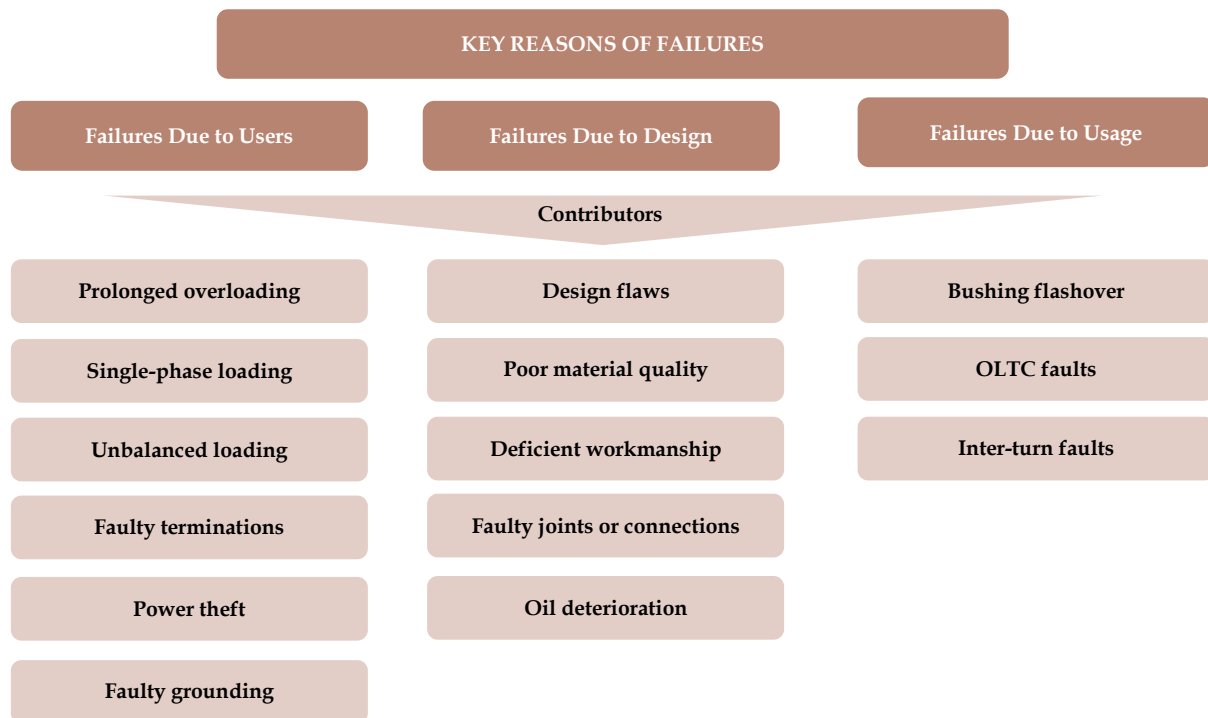 KEY REASONS OF FAILURES
Failures Due to Users
Failures Due to Design
Failures Due to Usage
Contributors
Prolonged overloading
Design flaws
Bushing flashover
Single-phase loading
Poor material quality
OLTC faults
Unbalanced loading
Deficient workmanship
Inter-turn faults
Faulty terminations
Faulty joints or connections
Power theft
Oil deterioration
Faulty grounding